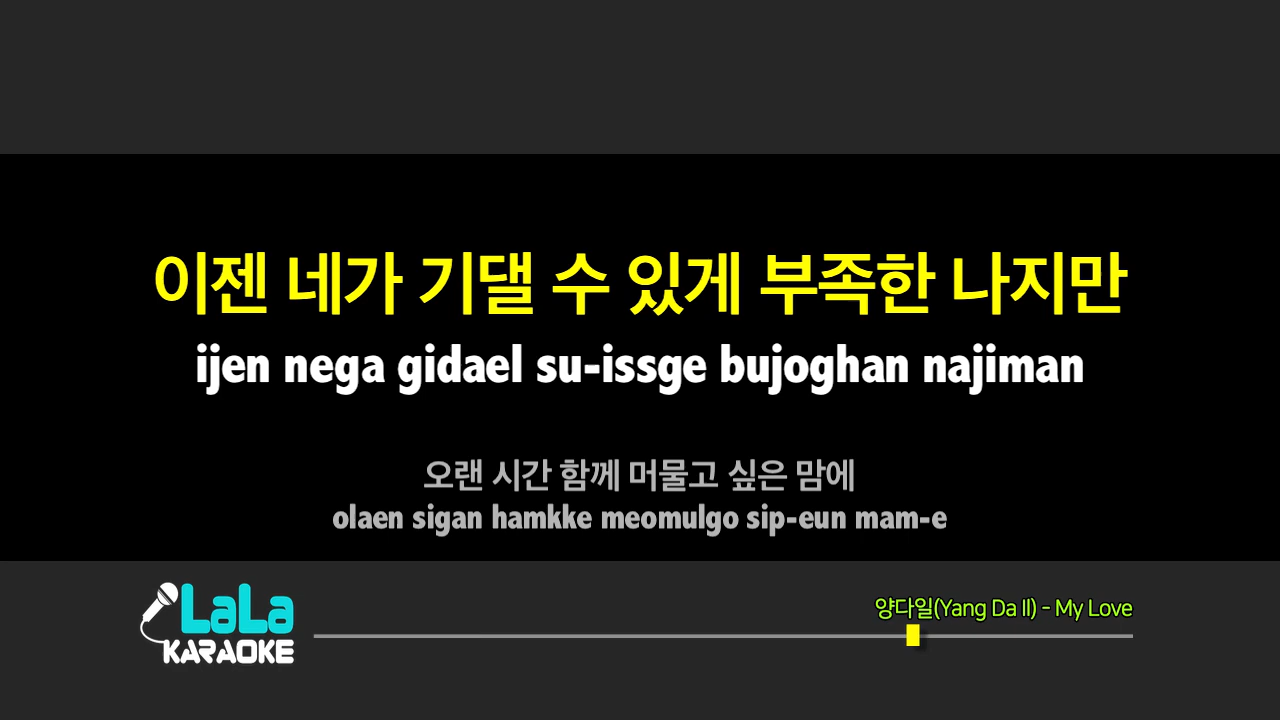 이젠 네가 기댈 수 있게 부족한 나지만
ijen nega gidael su-issge bujoghan najiman
오랜 시간 함께 머물고 싶은 맘에
olaen sigan hamkke meomulgo sip-eun mam-e
양다일(Yang Da Il) - My Love
LaLa
KARAOKE